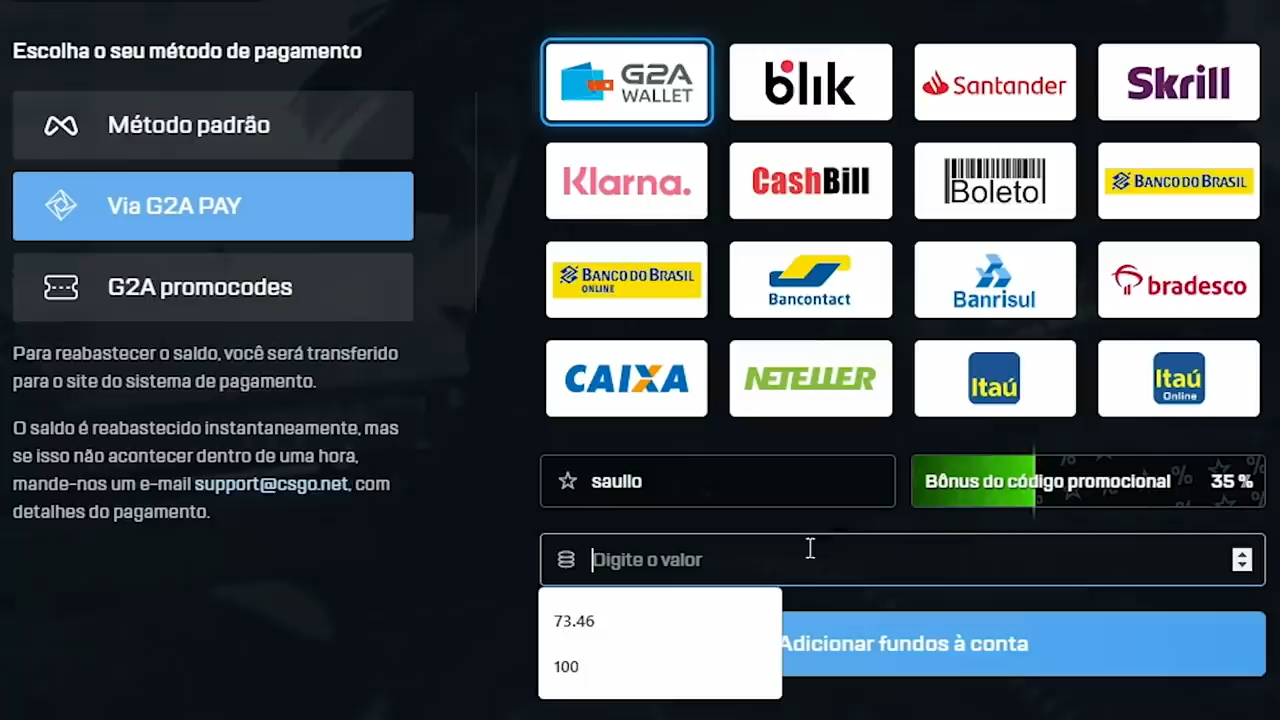 Escolha o seu método de pagamento
Método padrão
Via G2A PAY
G2A promocodes
Para reabastecer o saldo, você será transferido
para o site do sistema de pagamento.
O saldo é reabastecido instantaneamente, mas
se isso não acontecer dentro de uma hora,
mande-nos um e-mail support@csgo.net, com
detalhes do pagamento.
G2A
WALLET
blik
Santander
Skrill
Klarna.
CashBill
Boleto
BANCO DO BRASIL
BANCO DO BRASIL
ONLINE
Bancontact
Banrisul
bradesco
CAIXA
NETELLER
Itaú
Itaú
Online
saullo
Bônus do código promocional 35 %
Digite o valor
73.46
100
Adicionar fundos à conta